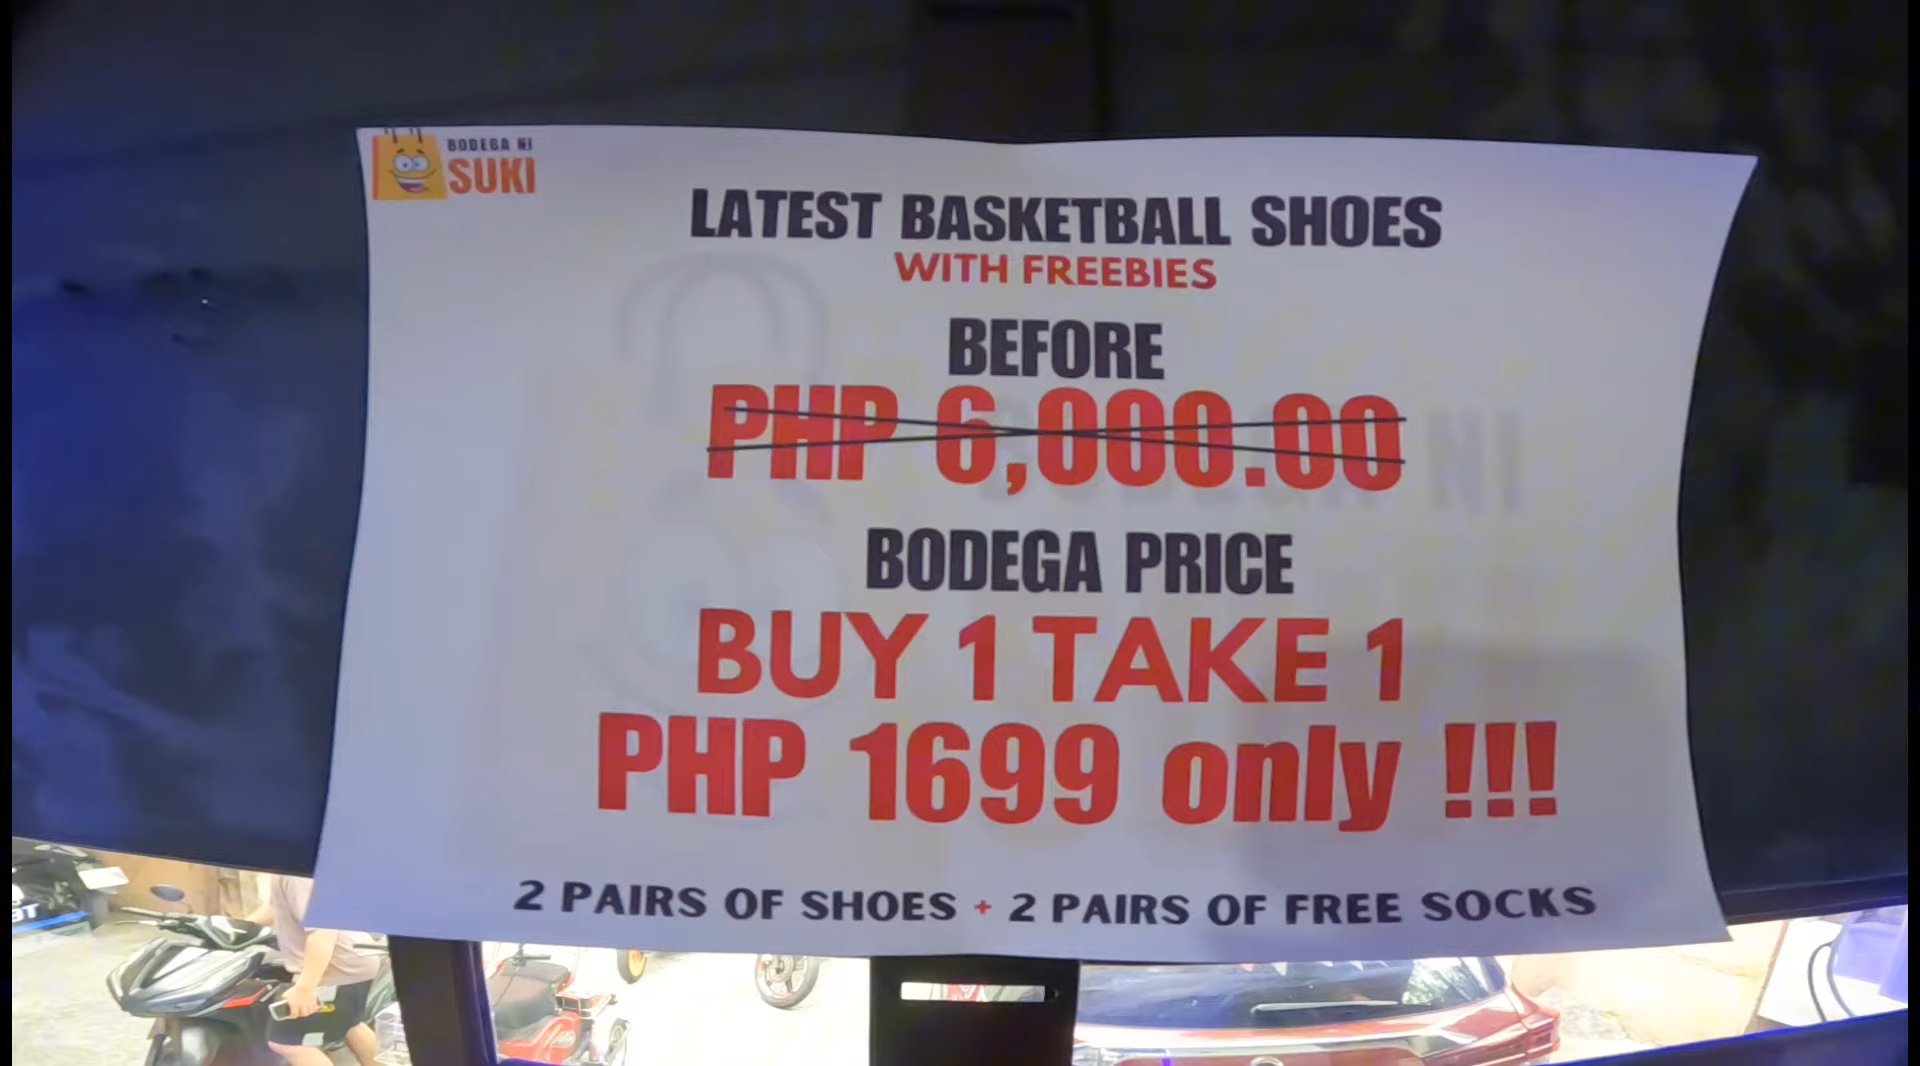 BODEGA NI
SUKI
LATEST BASKETBALL SHOES
WITH FREEBIES
BEFORE
PHP 6,000.00
BODEGA PRICE
BUY 1 TAKE 1
PHP 1699 only !!!
2 PAIRS OF SHOES + 2 PAIRS OF FREE SOCKS